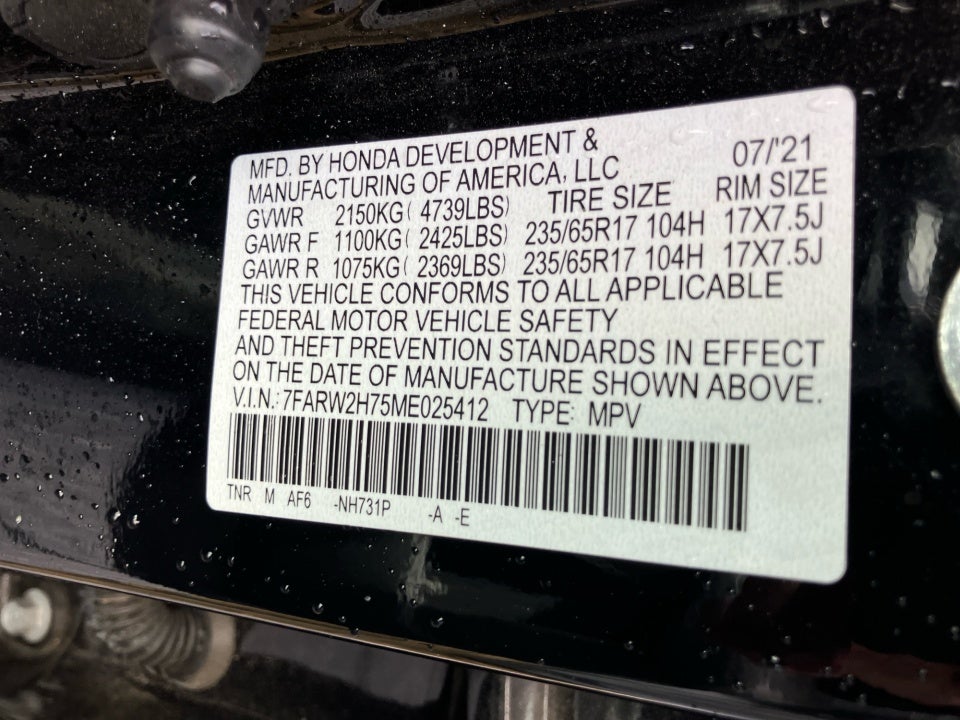 MFD. BY HONDA DEVELOPMENT & 07/'21
MANUFACTURING OF AMERICA, LLC
GVWR 2150KG( 4739LBS) TIRE SIZE RIM SIZE
GAWR F 1100KG( 2425LBS) 235/65R17 104H 17X7.5J
GAWR R 1075KG( 2369LBS) 235/65R17 104H 17X7.5J
THIS VEHICLE CONFORMS TO ALL APPLICABLE
FEDERAL MOTOR VEHICLE SAFETY
AND THEFT PREVENTION STANDARDS IN EFFECT
ON THE DATE OF MANUFACTURE SHOWN ABOVE.
V.I.N.: 7FARW2H75ME025412 TYPE: MPV
TNR M AF6 -NH731P -A -E